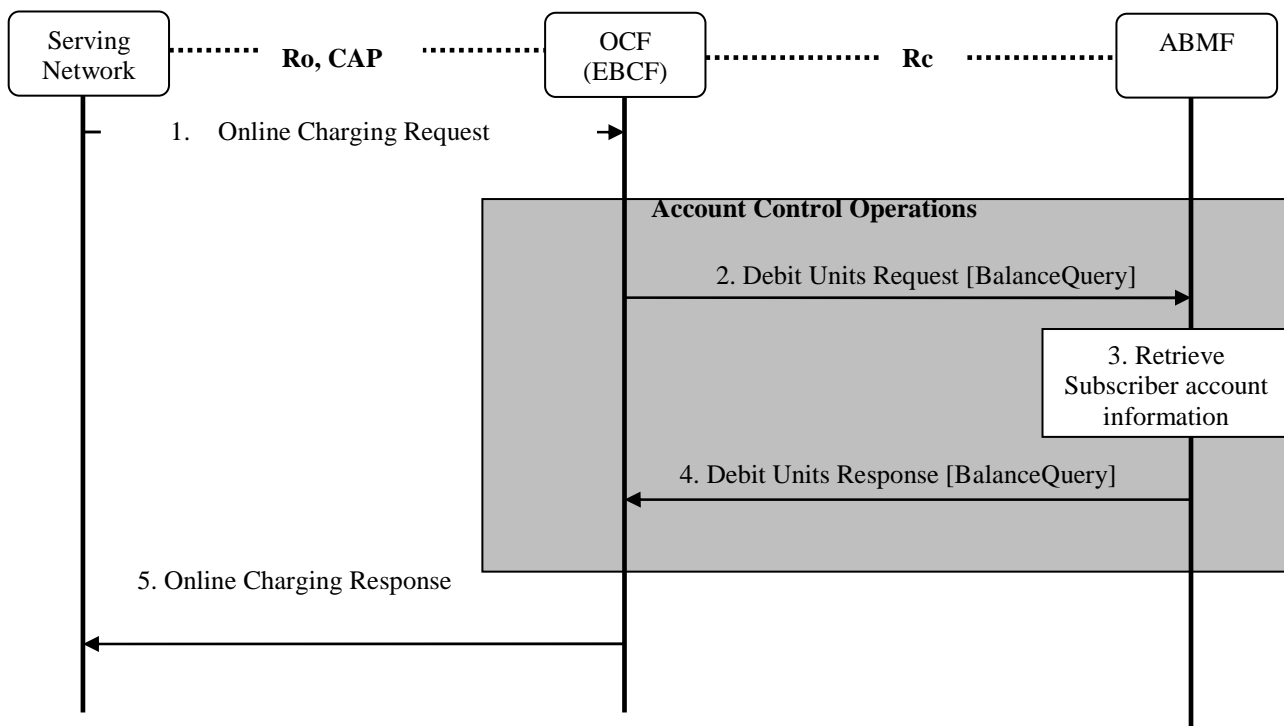 Serving
Network
Ro, CAP
OCF
(EBCF)
Rc
ABMF
1. Online Charging Request
Account Control Operations
2. Debit Units Request [BalanceQuery]
3. Retrieve
Subscriber account
information
4. Debit Units Response [BalanceQuery]
5. Online Charging Response